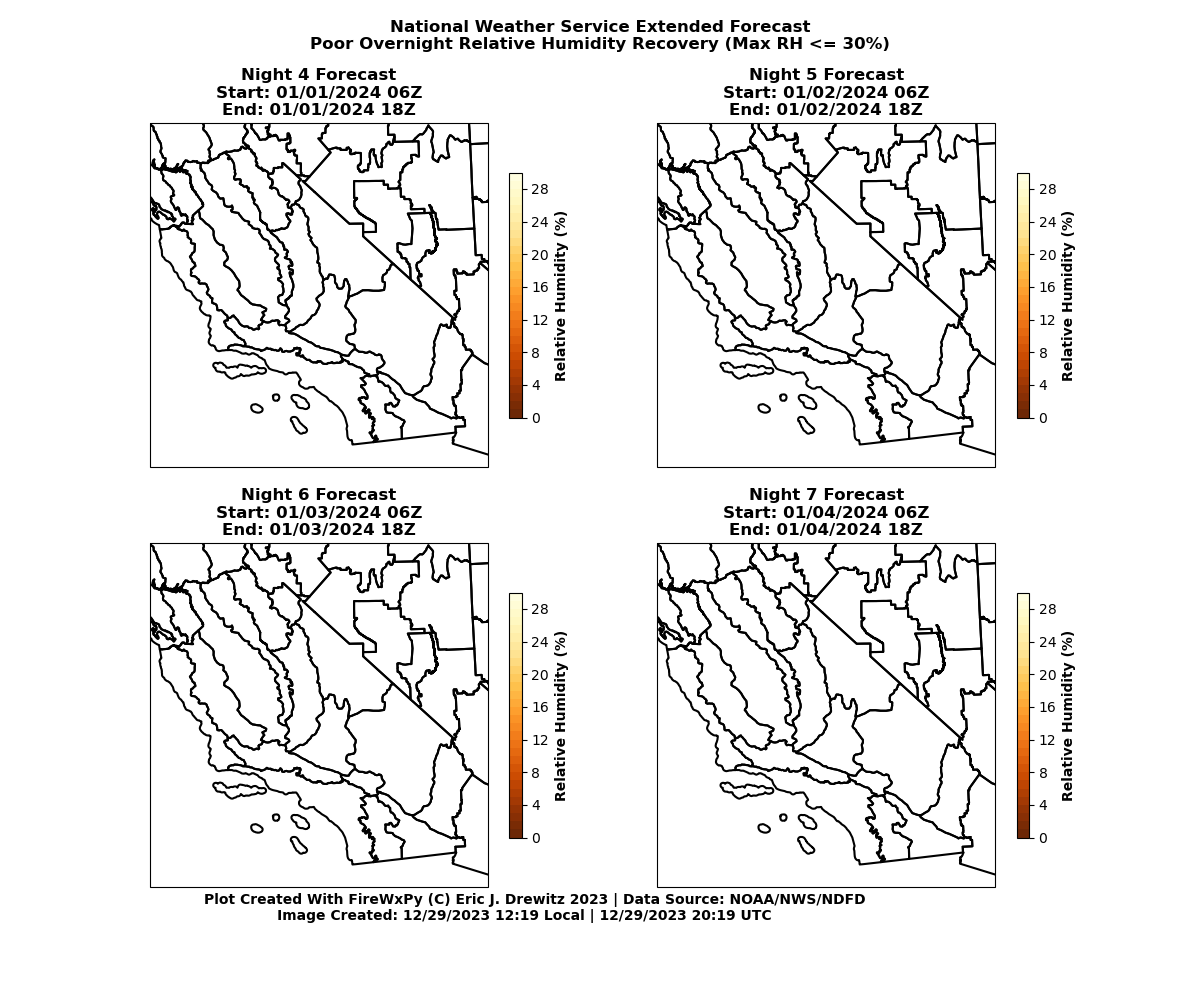 National Weather Service Extended Forecast
Poor Overnight Relative Humidity Recovery (Max RH <= 30%)
Night 4 Forecast
Start: 01/01/2024 06Z
End: 01/01/2024 18Z
28
24
20
16
12
8
4
0
Relative Humidity (%)
Night 5 Forecast
Start: 01/02/2024 06Z
End: 01/02/2024 18Z
28
24
20
16
12
8
4
0
Relative Humidity (%)
Night 6 Forecast
Start: 01/03/2024 06Z
End: 01/03/2024 18Z
28
24
20
16
12
8
4
0
Relative Humidity (%)
Night 7 Forecast
Start: 01/04/2024 06Z
End: 01/04/2024 18Z
28
24
20
16
12
8
4
0
Relative Humidity (%)
Plot Created With FireWxPy (C) Eric J. Drewitz 2023 | Data Source: NOAA/NWS/NDFD
Image Created: 12/29/2023 12:19 Local | 12/29/2023 20:19 UTC